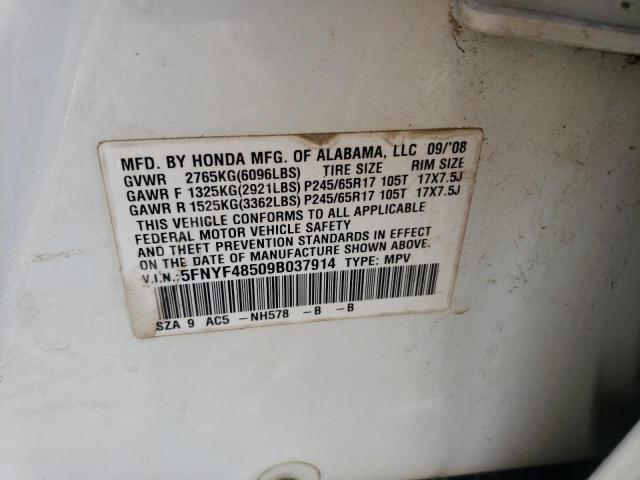 MFD. BY HONDA MFG. OF ALABAMA, LLC 09/'08
GVWR 2765KG(6096LBS) TIRE SIZE RIM SIZE
GAWR F 1325KG(2921LBS) P245/65R17 105T 17X7.5J
GAWR R 1525KG(3362LBS) P245/65R17 105T 17X7.5J
THIS VEHICLE CONFORMS TO ALL APPLICABLE
FEDERAL MOTOR VEHICLE SAFETY
AND THEFT PREVENTION STANDARDS IN EFFECT
ON THE DATE OF MANUFACTURE SHOWN ABOVE.
V.I.N.: 5FNYF48509B037914 TYPE: MPV
SZA 9 AC5 -NH578 -B -B